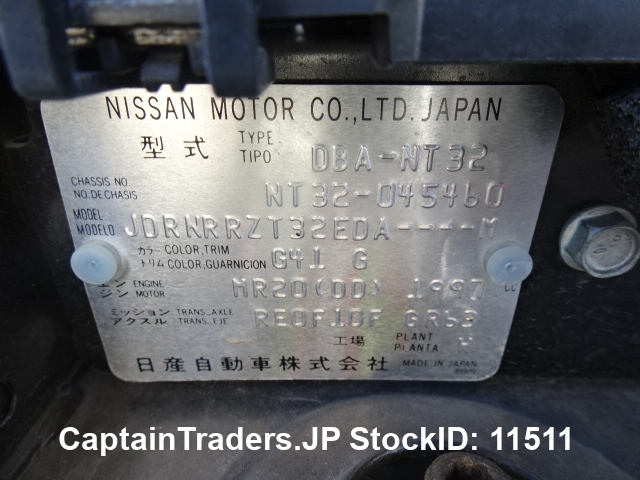 NISSAN MOTOR CO.,LTD. JAPAN
型式 TYPE TIPO DBA-NT32
CHASSIS NO. NO.DECHASIS NT32-045460
MODEL MODELO JDRNRRZT32EDA----M
カラー COLOR,TRIM
トリム COLOR,GUARNICION G41 G
エンジン ENGINE MOTOR MR20(DD) 1997 cc
ミッション TRANS.,AXLE
アクスル TRANS.,EJE RE0F10F GR63
工場 PLANT PLANTA
日産自動車株式会社 MADE IN JAPAN
CaptainTraders.JP StockID: 11511